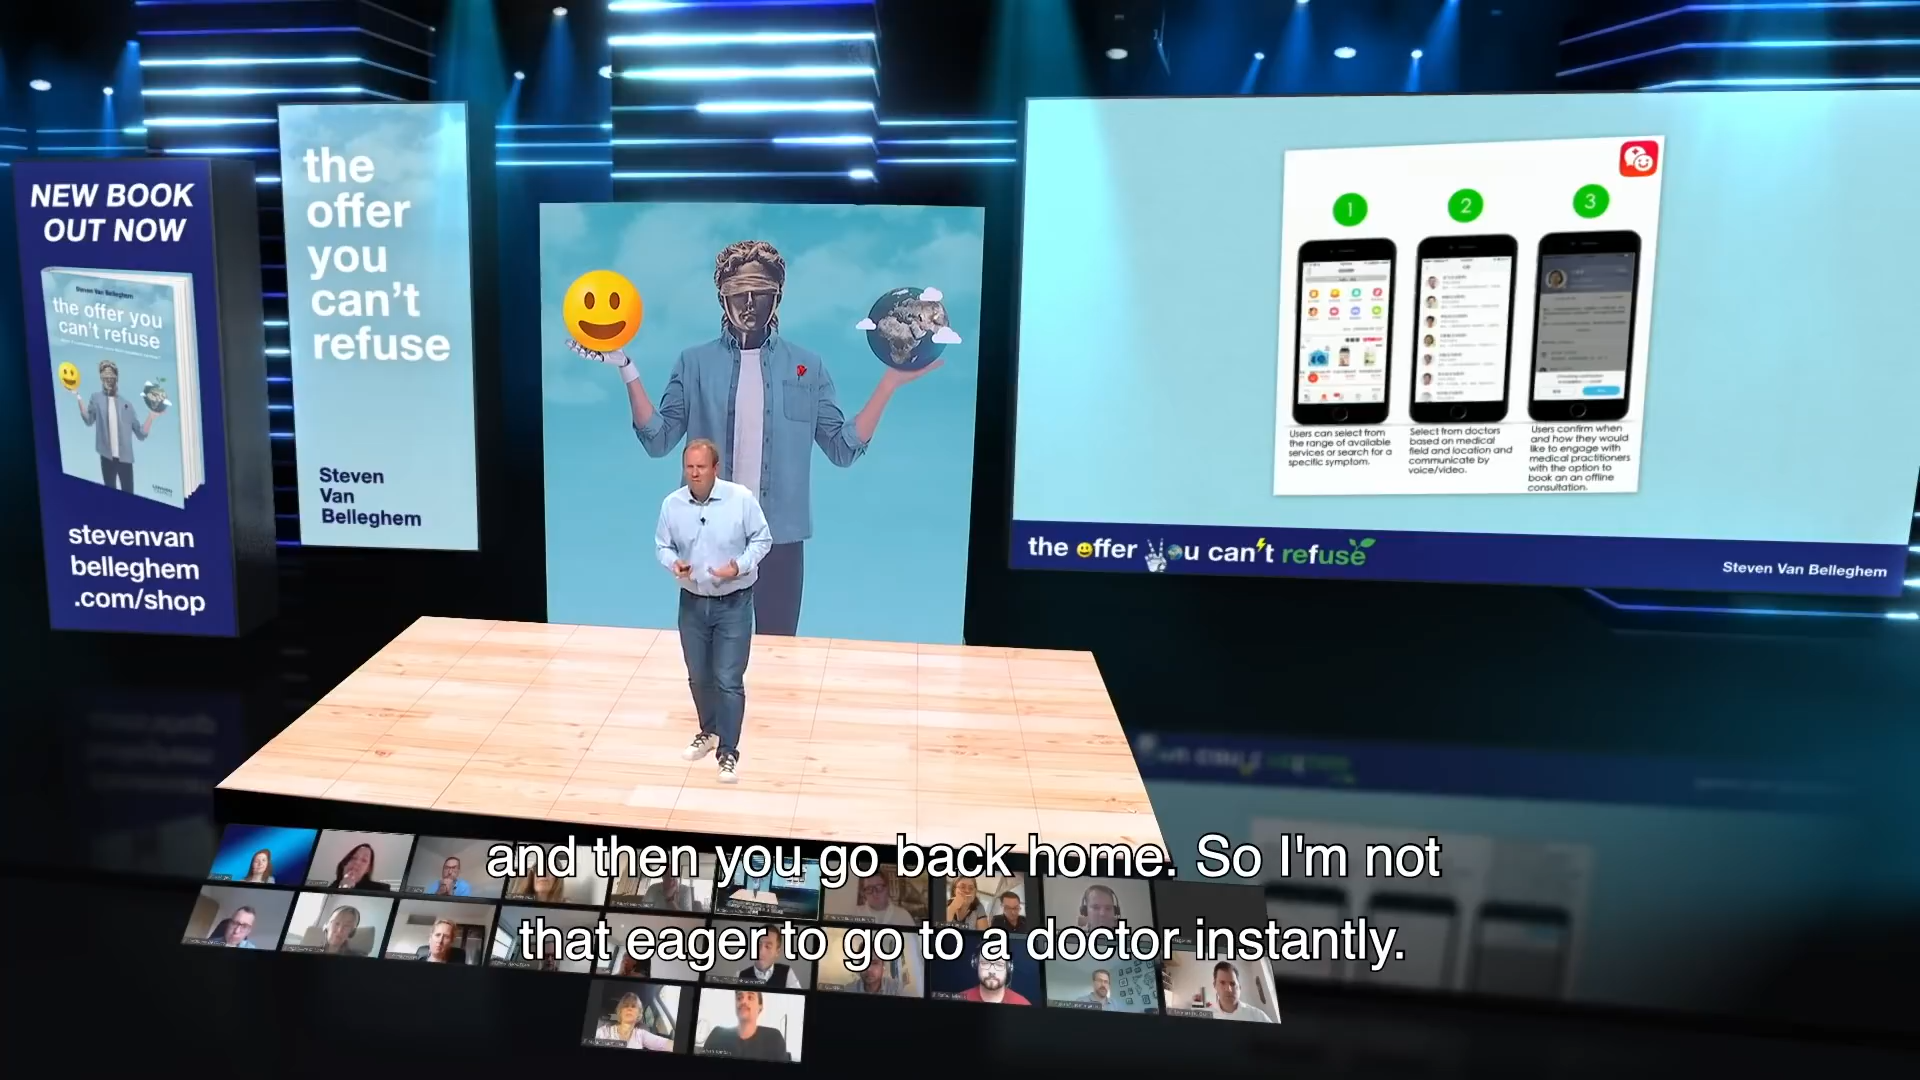 NEW BOOK
OUT NOW
Steven Van Belleghem
the offer you
can't refuse
stevenvan
belleghem
.com/shop
the
offer
you
can't
refuse
Steven
Van
Belleghem
1
2
3
Users can select from
the range of available
services or search for a
specific symptom.
Select from doctors
based on medical
field and location and
communicate by
voice/video.
Users confirm when
and how they would
like to engage with
medical practitioners
with the option to
book an an offline
consultation.
the offer you can't refuse
Steven Van Belleghem
and then you go back home. So I'm not
that eager to go to a doctor instantly.